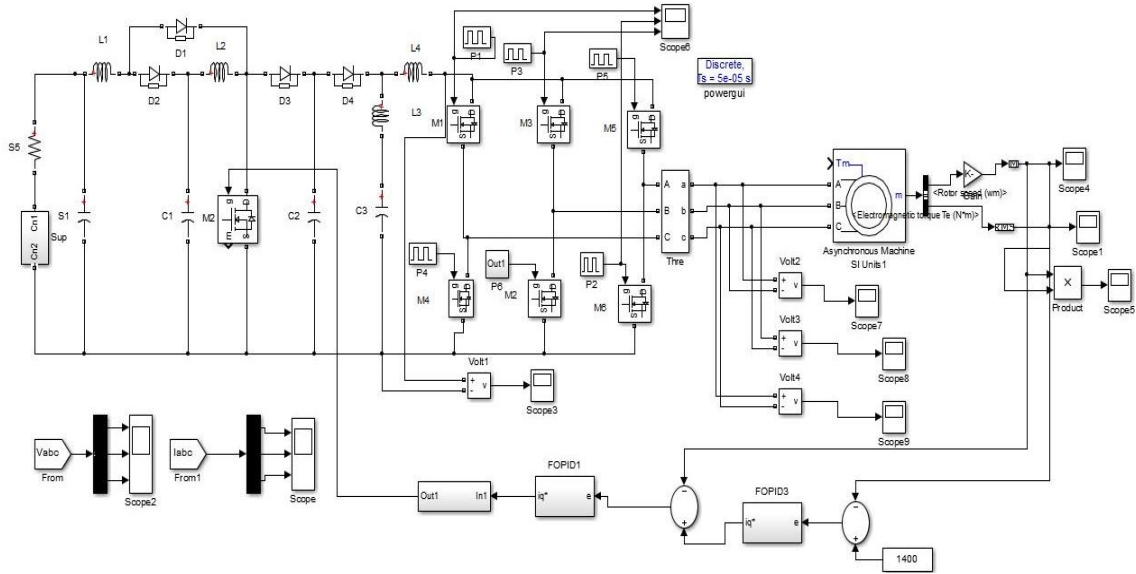 L1
D1
L2
D2
D3
D4
L4
L3
P1
P3
P5
Scope6
Discrete,
Ts = 5e-05 s
powergui
S5
Cn1
Cn2
Sup
S1
C1
M2
g
D
E
C2
C3
M1
g
S
M3
g
S
M5
g
S
P4
M4
g
S
Out1
P6
M2
g
S
P2
M6
g
S
A
B
C
a
b
c
Thre
Tm
A
B
C
m
Asynchronous Machine
SI Units1
<Rotor speed (wm)>
<Electromagnetic torque Te (N*m)>
K-
Gain
Scope4
Scope1
×
Product
Scope5
Volt1
+
-
v
Scope3
Volt2
+
-
v
Scope7
Volt3
+
-
v
Scope8
Volt4
+
-
v
Scope9
Vabc
From
Scope2
Iabc
From1
Scope
Out1
In1
FOPID1
iq*
e
−
+
FOPID3
iq*
e
−
+
1400